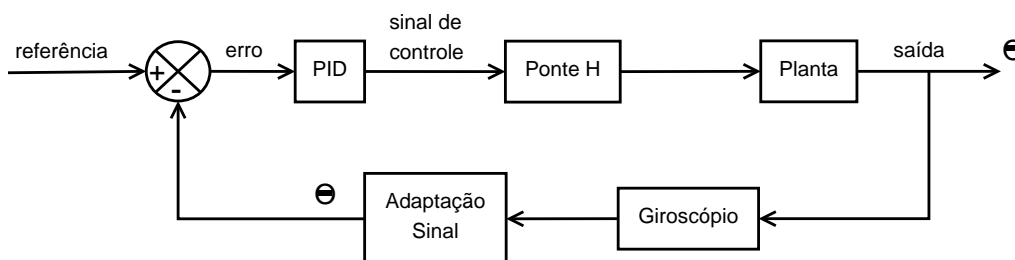 referência
+
-
erro
PID
sinal de
controle
Ponte H
Planta
saída
Θ
Θ
Adaptação
Sinal
Giroscópio